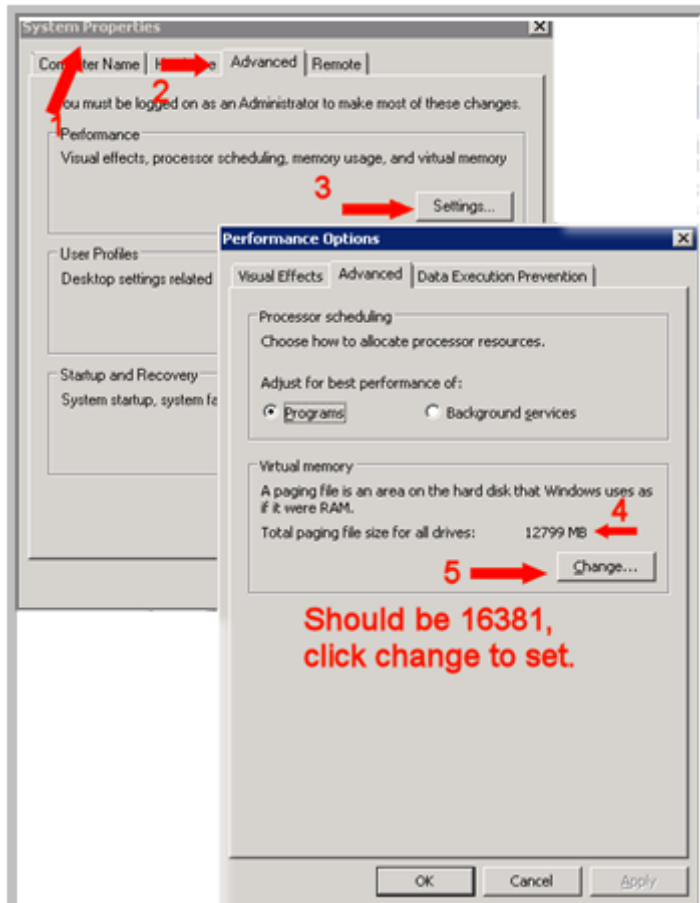 System Properties
Computer Name Advanced Remote
1
2
You must be logged on as an Administrator to make most of these changes.
Performance
Visual effects, processor scheduling, memory usage, and virtual memory
3
Settings...
User Profiles
Desktop settings related
Startup and Recovery
System startup, system fa
Performance Options
Visual Effects Advanced Data Execution Prevention
Processor scheduling
Choose how to allocate processor resources.
Adjust for best performance of:
Programs Background services
Virtual memory
A paging file is an area on the hard disk that Windows uses as
if it were RAM.
Total paging file size for all drives: 12799 MB 4
5 Change...
Should be 16381,
click change to set.
OK Cancel Apply